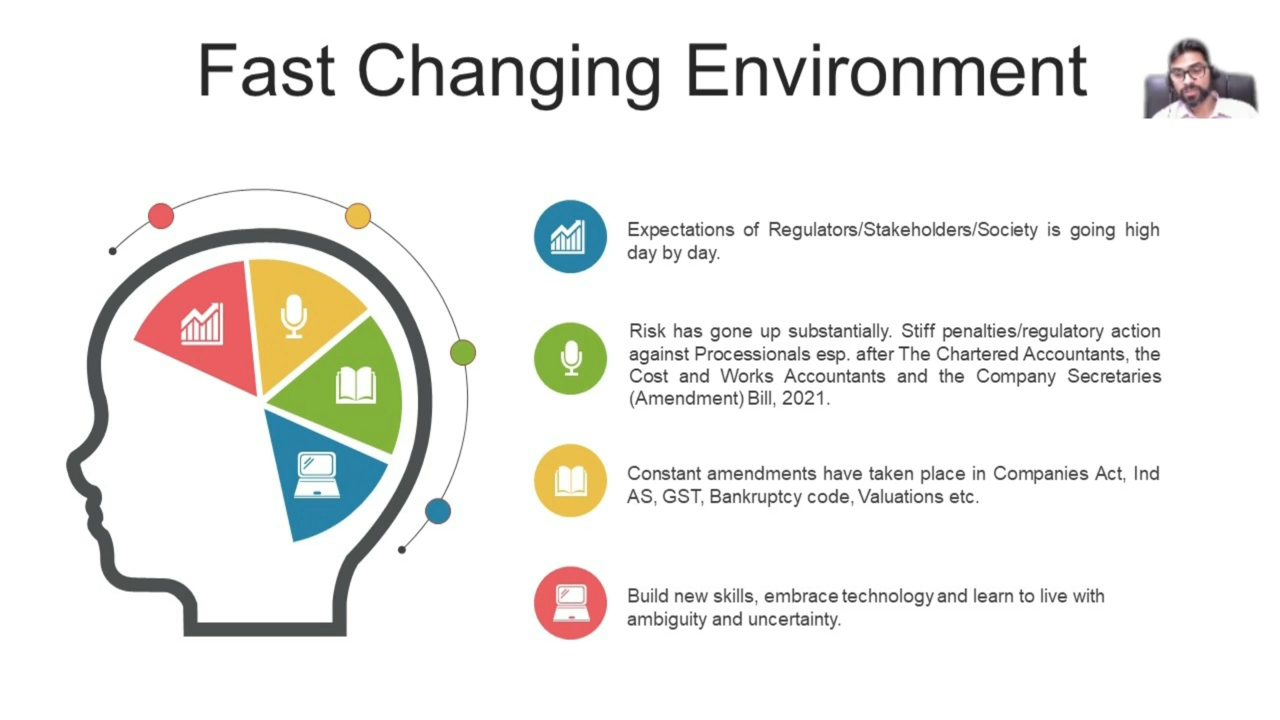 Fast Changing Environment
Expectations of Regulators/Stakeholders/Society is going high
day by day.
Risk has gone up substantially. Stiff penalties/regulatory action
against Processionals esp. after The Chartered Accountants, the
Cost and Works Accountants and the Company Secretaries
(Amendment) Bill, 2021.
Constant amendments have taken place in Companies Act, Ind
AS, GST, Bankruptcy code, Valuations etc.
Build new skills, embrace technology and learn to live with
ambiguity and uncertainty.